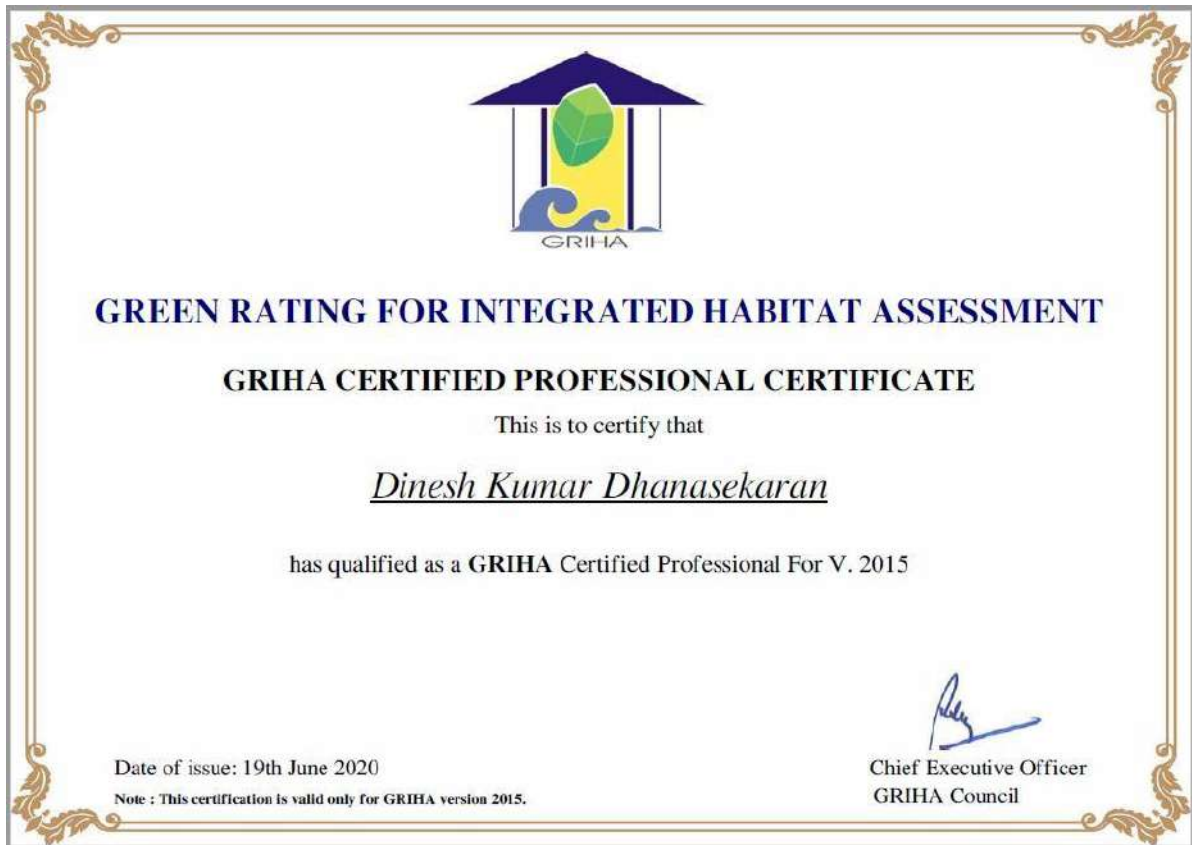 GRIHA
GREEN RATING FOR INTEGRATED HABITAT ASSESSMENT
GRIHA CERTIFIED PROFESSIONAL CERTIFICATE
This is to certify that
Dinesh Kumar Dhanasekaran
has qualified as a GRIHA Certified Professional For V. 2015
Date of issue: 19th June 2020
Note : This certification is valid only for GRIHA version 2015.
Chief Executive Officer
GRIHA Council